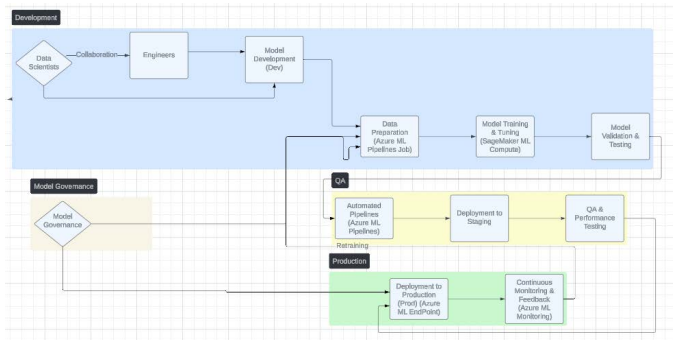 Development
Data
Scientists
Collaboration
Engineers
Model
Development
(Dev)
Data
Preparation
(Azure ML
Pipelines Job)
Model Training
& Tuning
(SageMaker ML
Compute)
Model
Validation &
Testing
Model Governance
Model
Governance
QA
Automated
Pipelines
(Azure ML
Pipelines)
Deployment to
Staging
QA &
Performance
Testing
Retraining
Production
Deployment to
Production
(Prod) (Azure
ML EndPoint)
Continuous
Monitoring &
Feedback
(Azure ML
Monitoring)